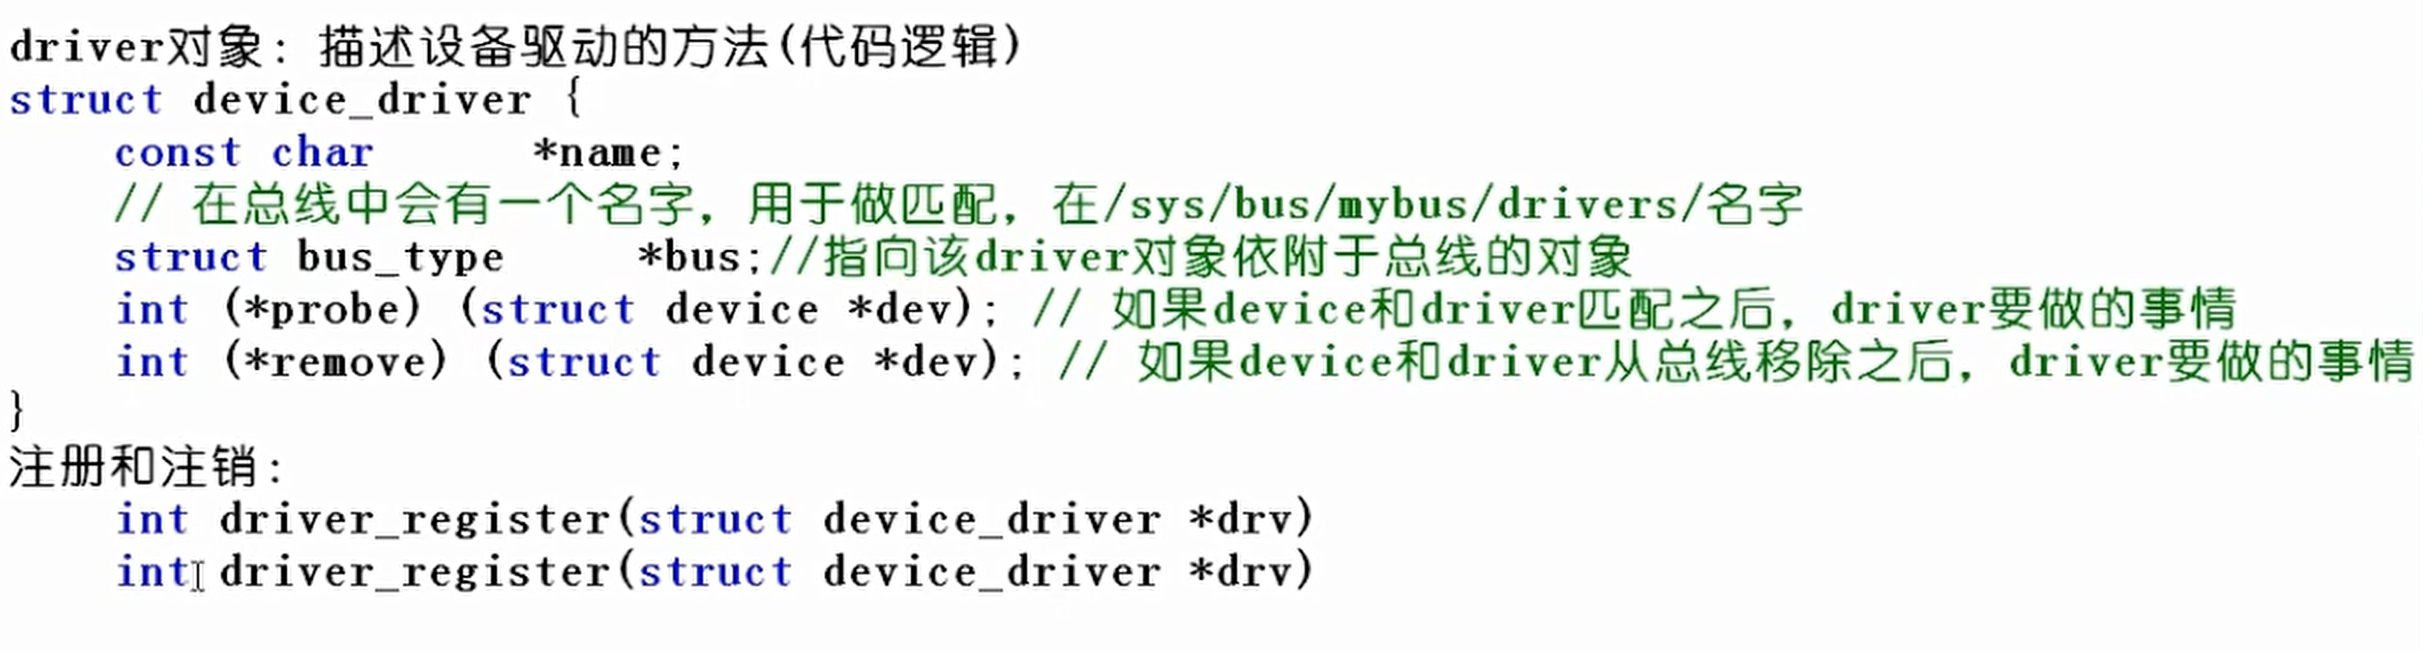 driver对象: 描述设备驱动的方法(代码逻辑)
struct device_driver {
    const char      *name;
    // 在总线中会有一个名字, 用于做匹配, 在/sys/bus/mybus/drivers/名字
    struct bus_type     *bus;//指向该driver对象依附于总线的对象
    int (*probe) (struct device *dev); // 如果device和driver匹配之后, driver要做的事情
    int (*remove) (struct device *dev); // 如果device和driver从总线移除之后, driver要做的事情
}
注册和注销:
    int driver_register(struct device_driver *drv)
    int driver_register(struct device_driver *drv)